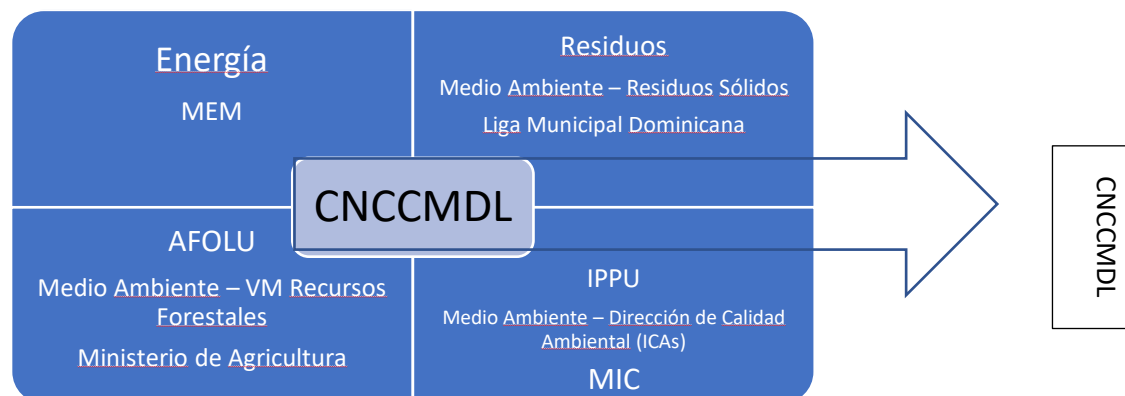 Energía
MEM
Residuos
Medio Ambiente – Residuos Sólidos
Liga Municipal Dominicana
CNCCMDL
AFOLU
Medio Ambiente – VM Recursos
Forestales
Ministerio de Agricultura
IPPU
Medio Ambiente – Dirección de Calidad
Ambiental (ICAs)
MIC
CNCCMDL